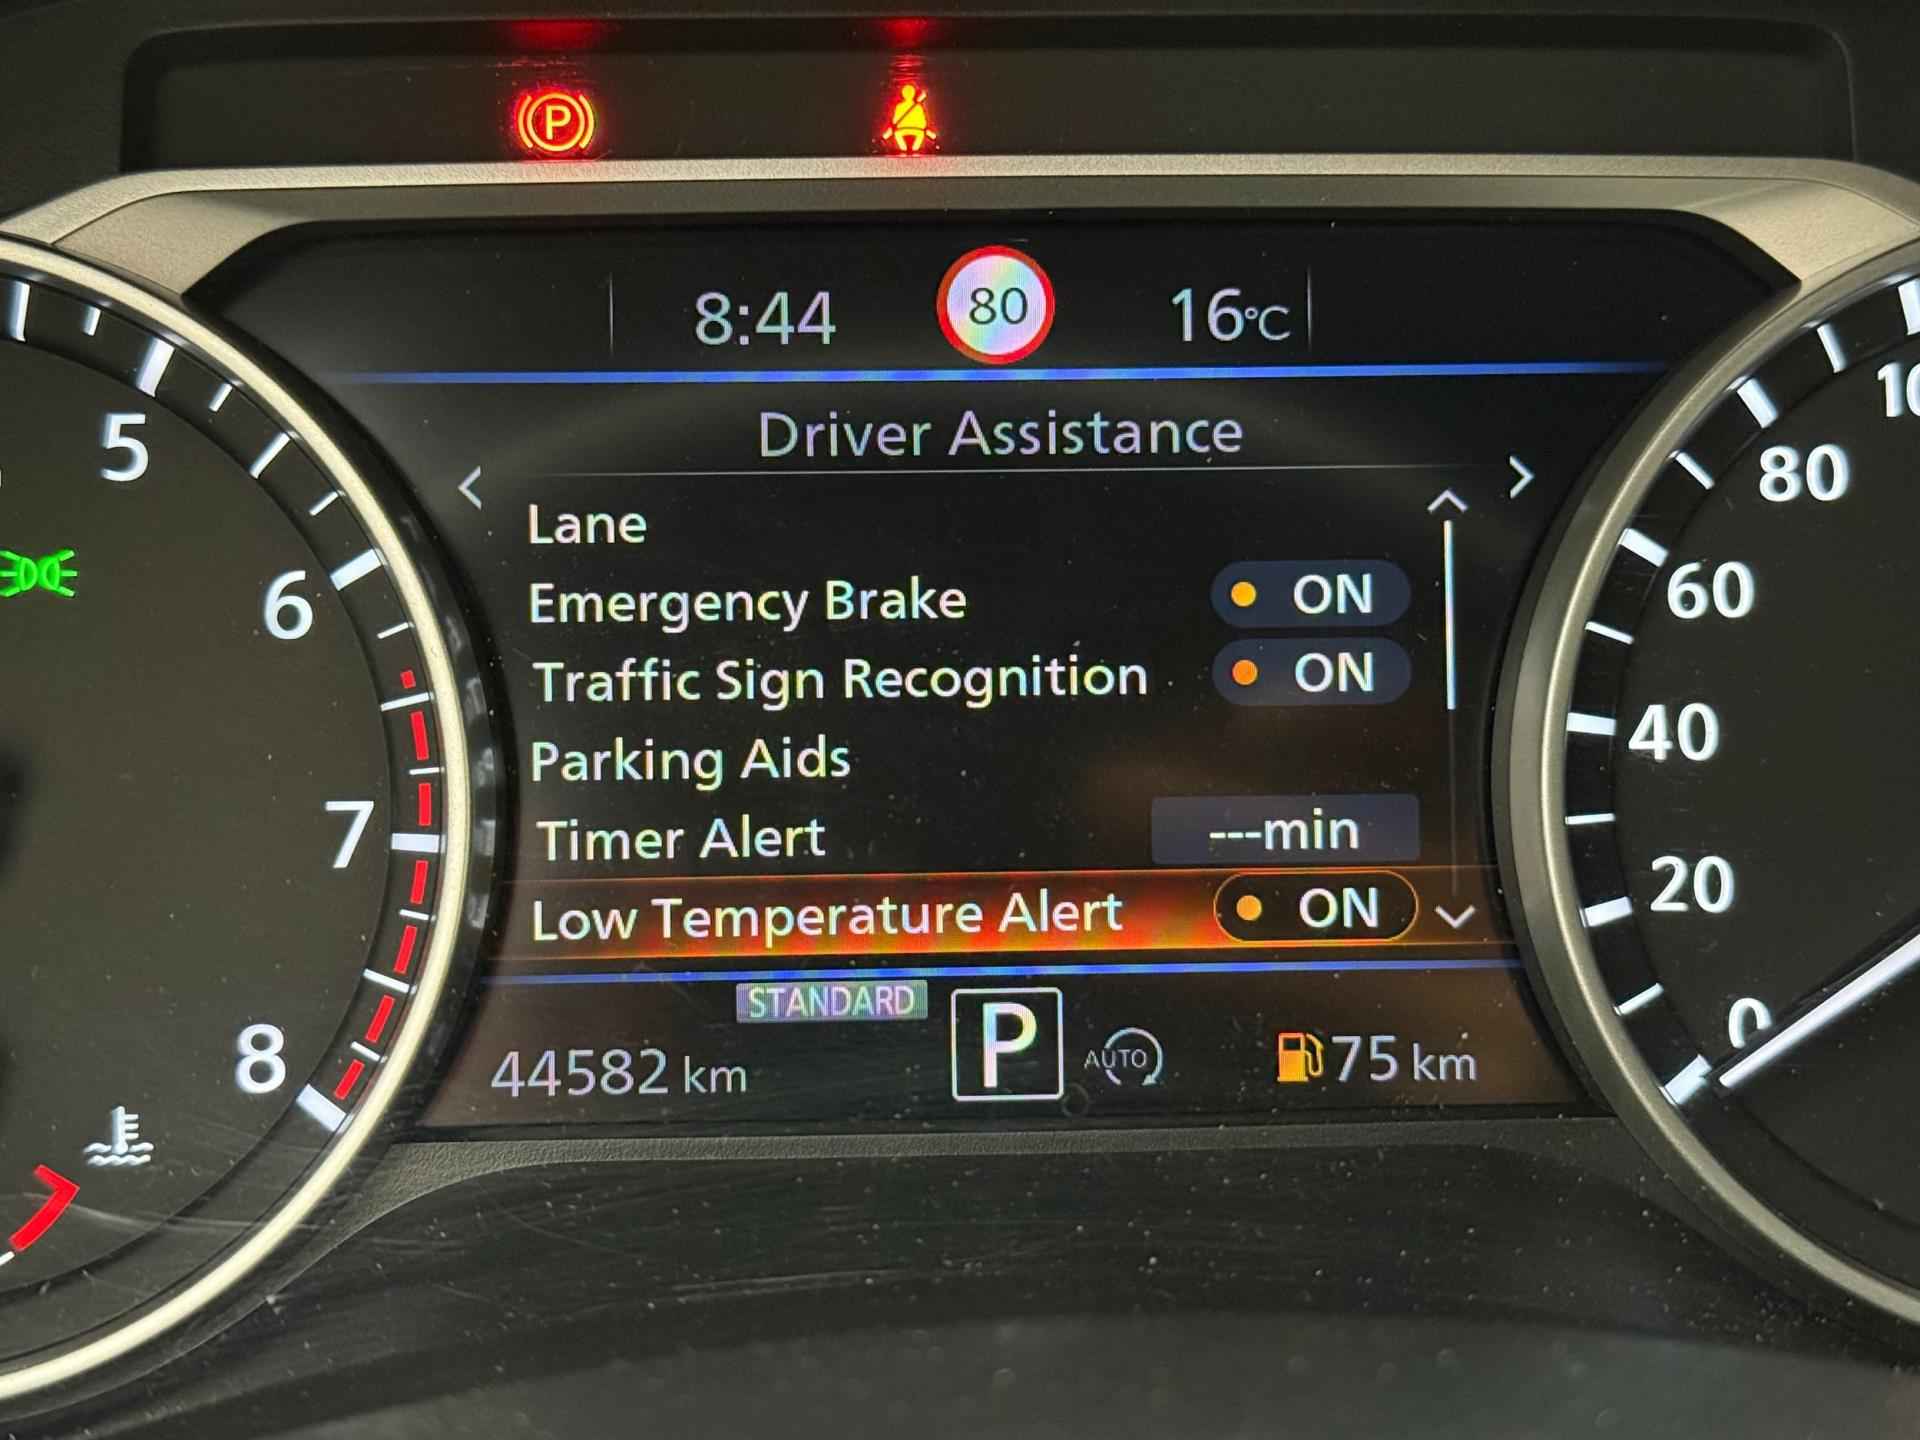 P
8:44 80 16°C
Driver Assistance
Lane
Emergency Brake ON
Traffic Sign Recognition ON
Parking Aids
Timer Alert ---min
Low Temperature Alert ON
STANDARD
44582 km P AUTO 75 km
5
6
7
8
80
60
40
20
0